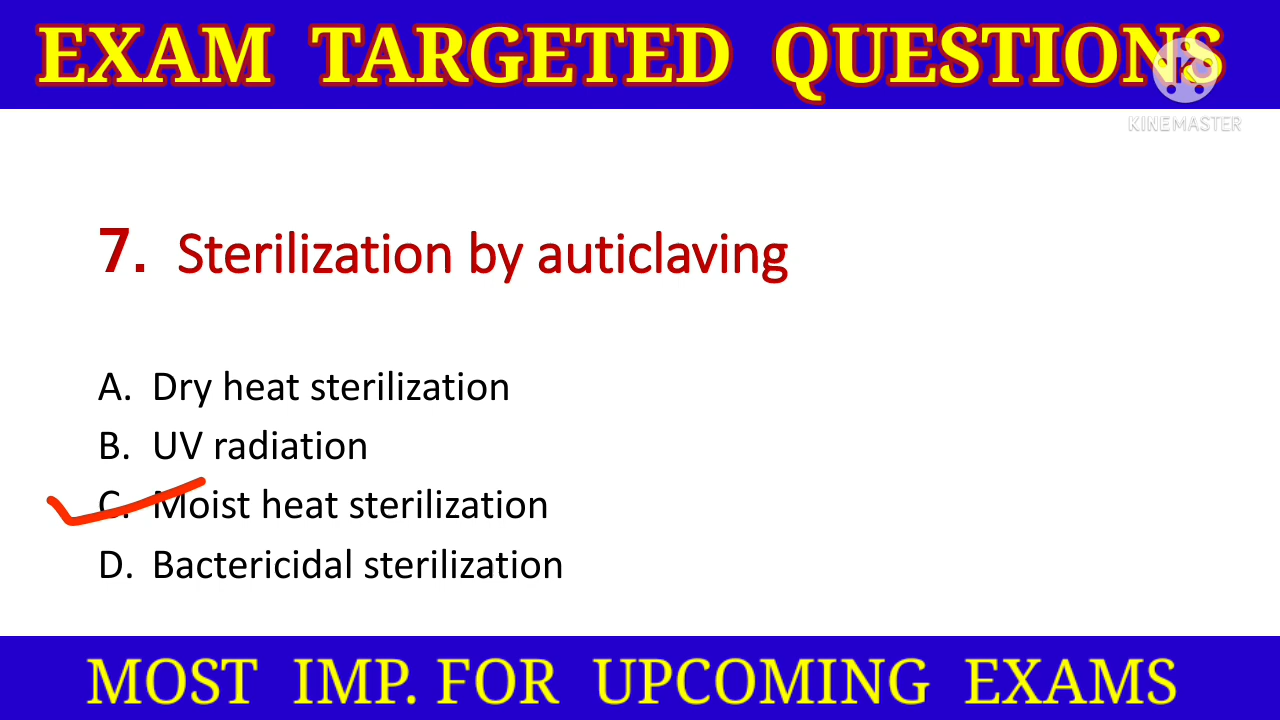 EXAM TARGETED QUESTIONS
K
KINEMASTER
7. Sterilization by auticlaving
A. Dry heat sterilization
B. UV radiation
C. Moist heat sterilization
D. Bactericidal sterilization
MOST IMP. FOR UPCOMING EXAMS